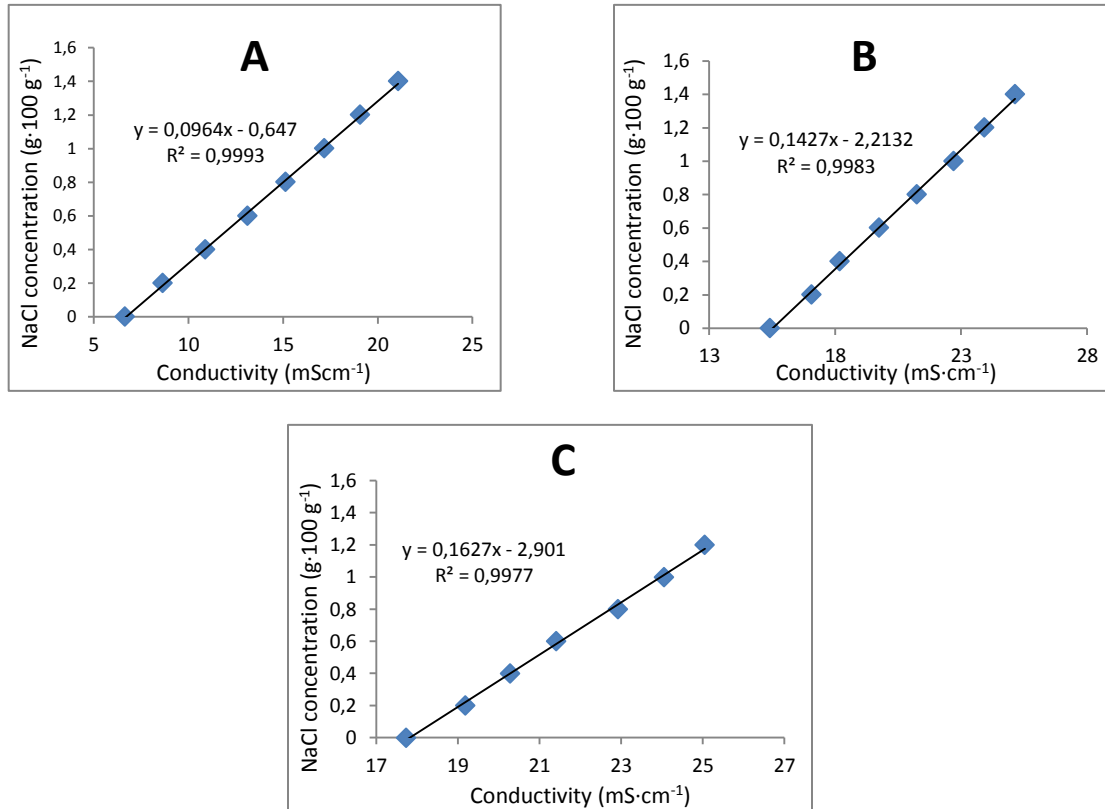 A
NaCl concentration (g·100 g⁻¹)
1,6
1,4
1,2
1
0,8
0,6
0,4
0,2
0
y = 0,0964x - 0,647
R² = 0,9993
5 10 15 20 25
Conductivity (mScm⁻¹)
B
NaCl concentration (g·100 g⁻¹)
1,6
1,4
1,2
1
0,8
0,6
0,4
0,2
0
y = 0,1427x - 2,2132
R² = 0,9983
13 18 23 28
Conductivity (mS·cm⁻¹)
C
NaCl concentration (g·100 g⁻¹)
1,6
1,4
1,2
1
0,8
0,6
0,4
0,2
0
y = 0,1627x - 2,901
R² = 0,9977
17 19 21 23 25 27
Conductivity (mS·cm⁻¹)